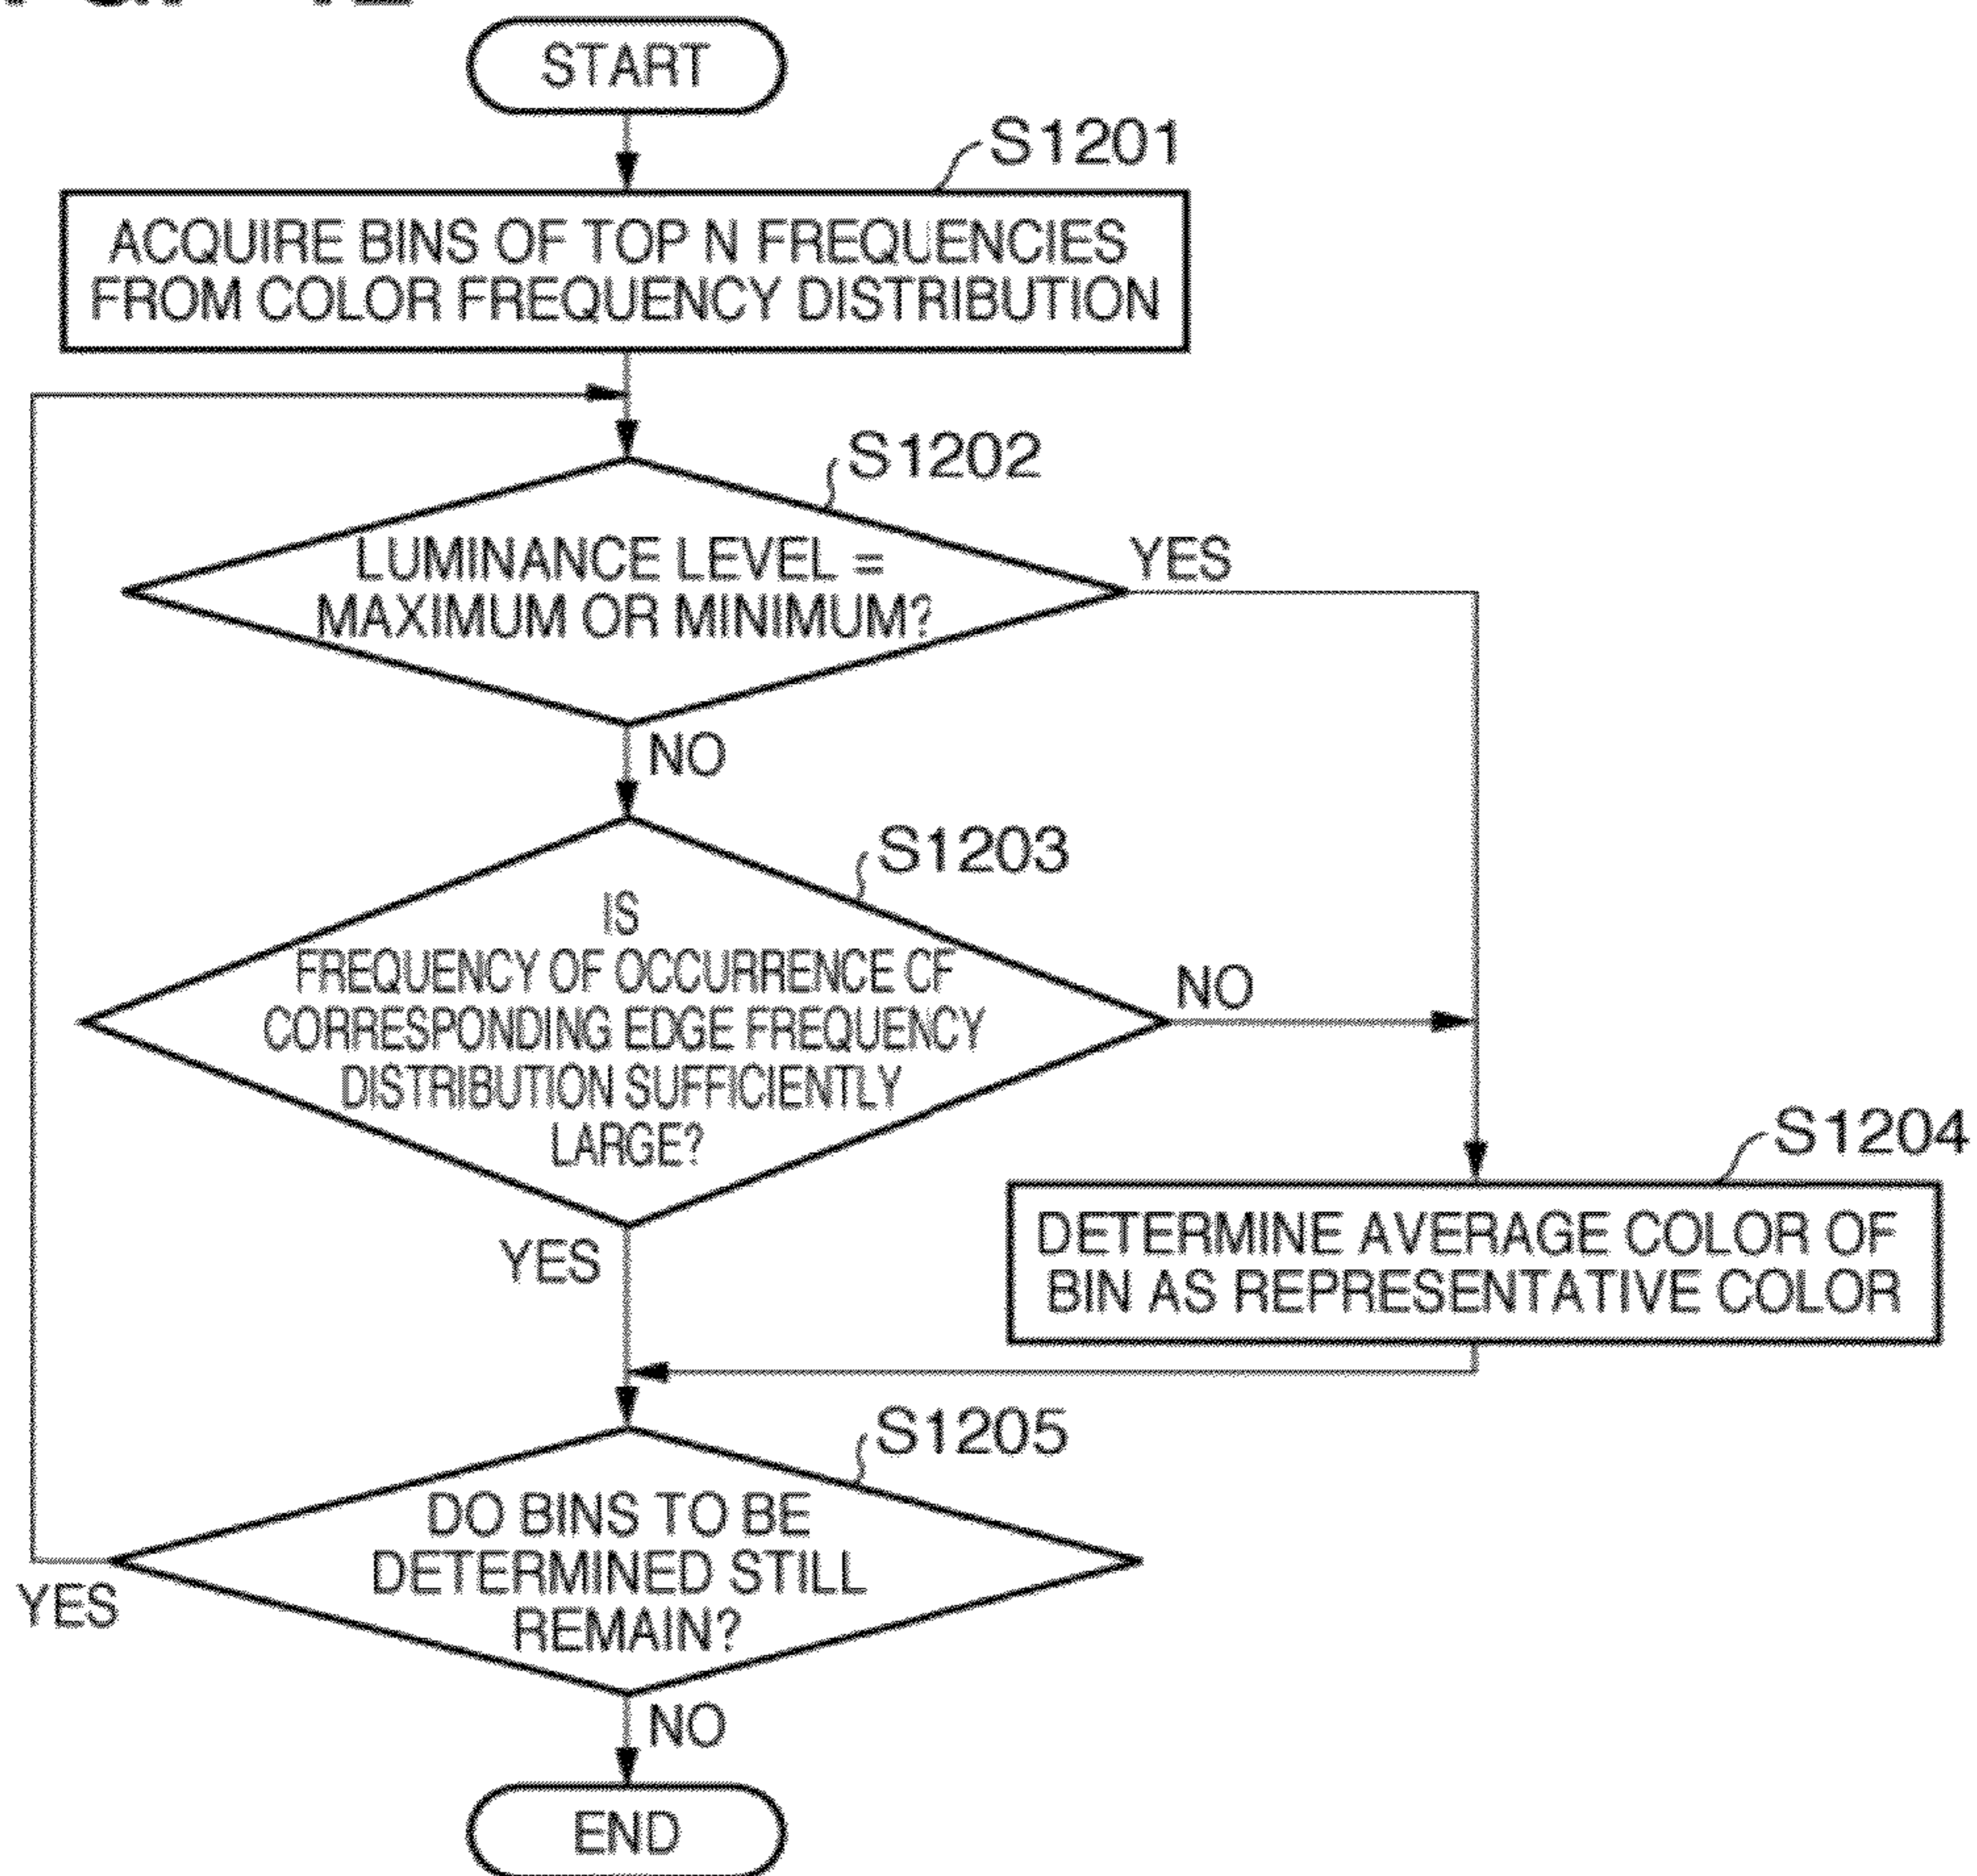 START
S1201
ACQUIRE BINS OF TOP N FREQUENCIES
FROM COLOR FREQUENCY DISTRIBUTION
S1202
LUMINANCE LEVEL =
MAXIMUM OR MINIMUM?
YES
NO
S1203
IS
FREQUENCY OF OCCURRENCE CF
CORRESPONDING EDGE FREQUENCY
DISTRIBUTION SUFFICIENTLY
LARGE?
NO
YES
S1204
DETERMINE AVERAGE COLOR OF
BIN AS REPRESENTATIVE COLOR
S1205
DO BINS TO BE
DETERMINED STILL
REMAIN?
YES
NO
END